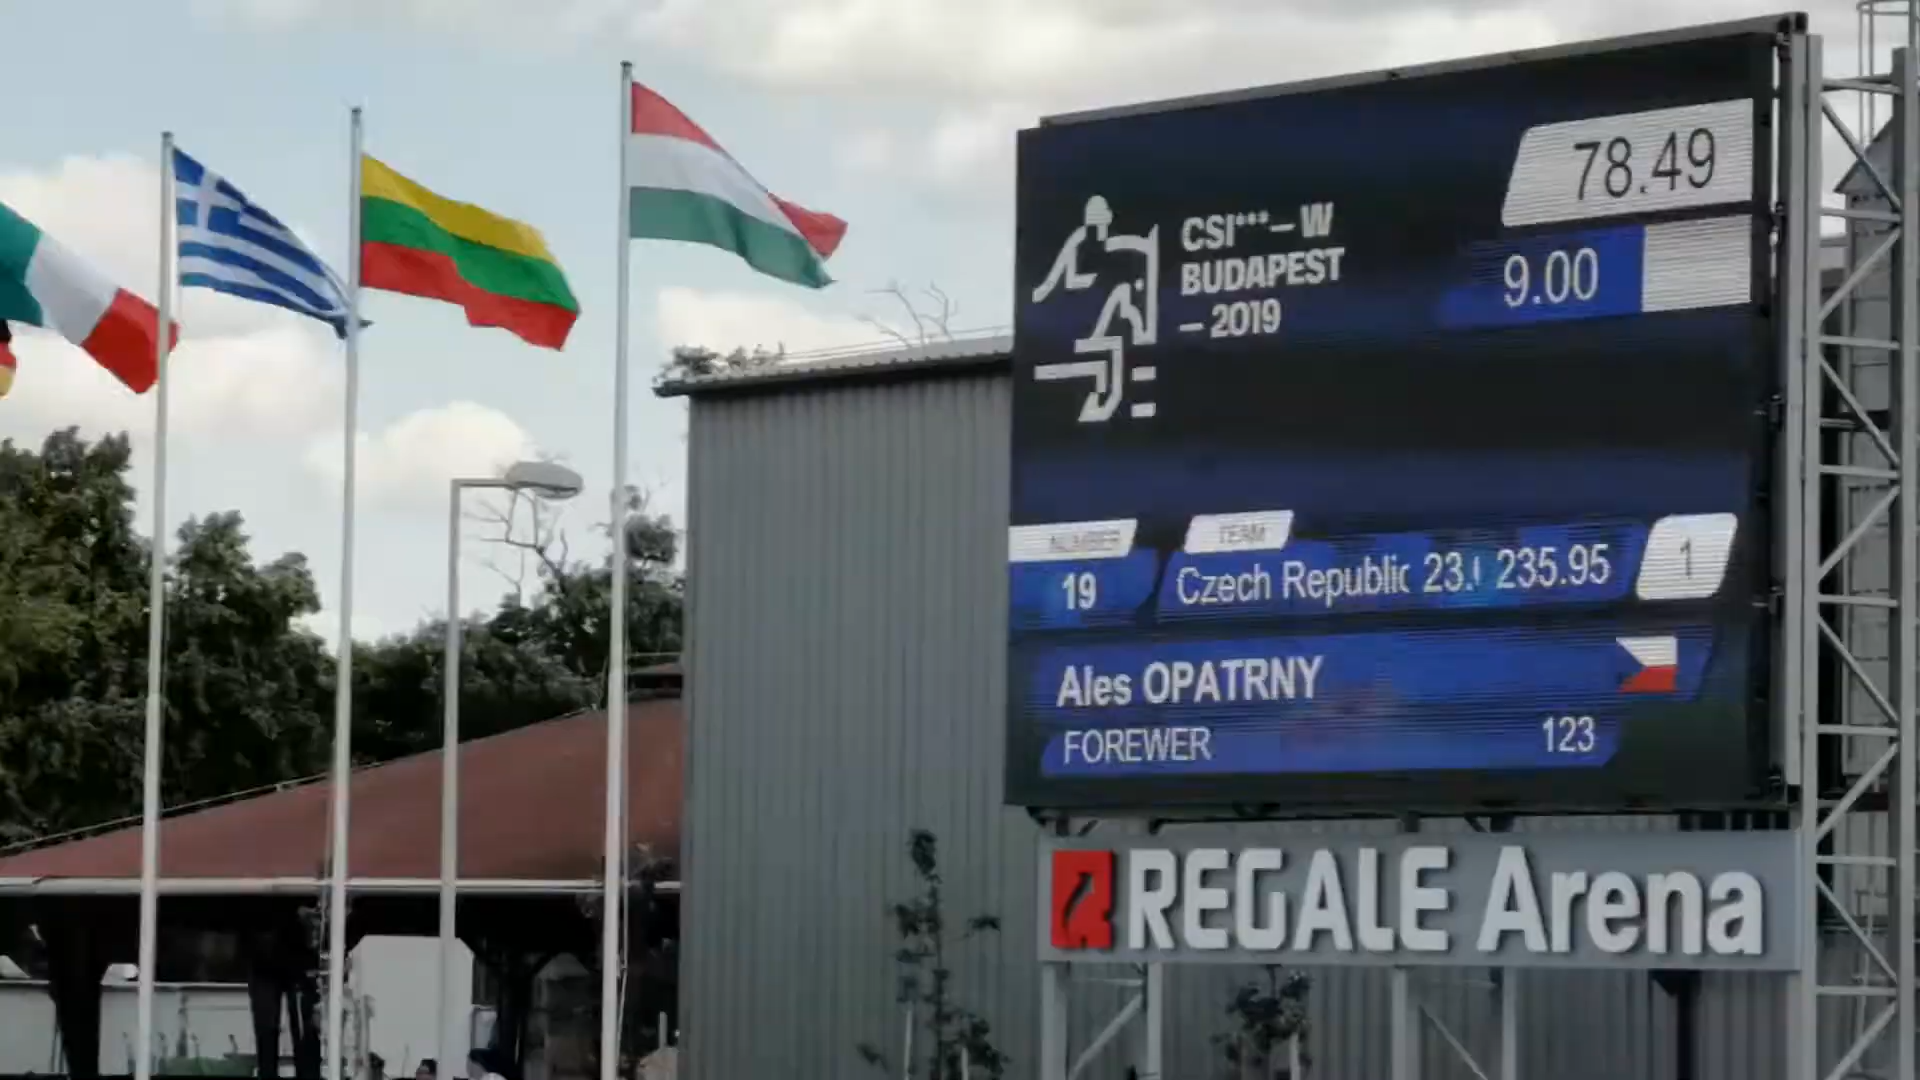 78.49
CSI***– W
BUDAPEST
– 2019
9.00
NUMBER
TEAM
19
Czech Republic 23. 235.95
1
Ales OPATRNY
FOREWER
123
REGALE Arena